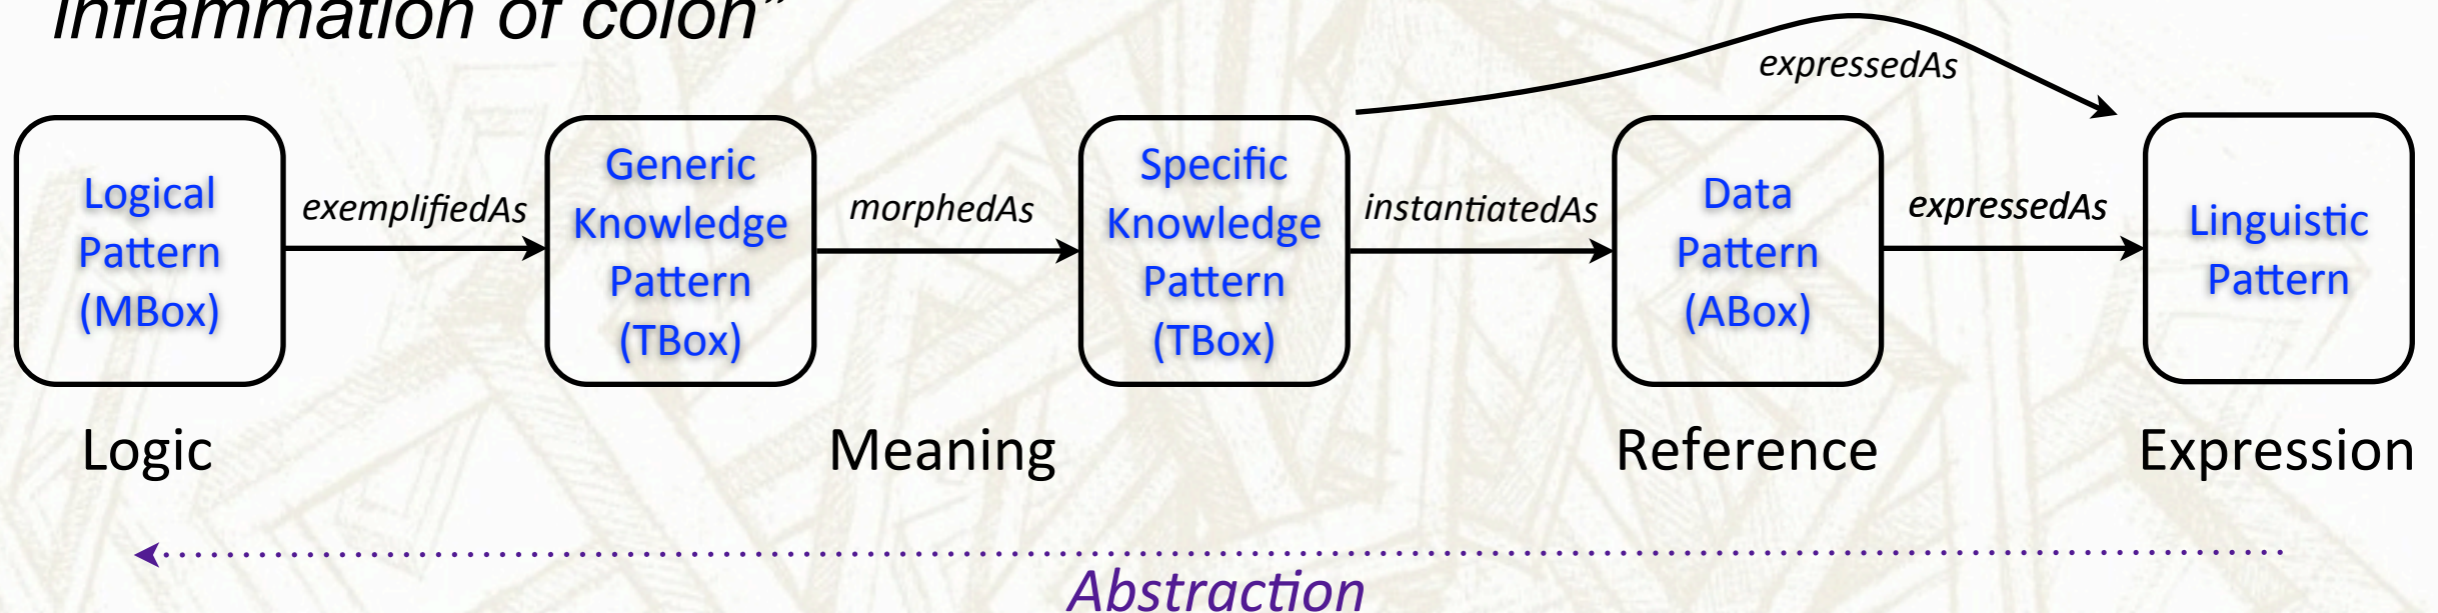 inflammation of colon”
expressedAs
Logical
Pattern
(MBox)
exemplifiedAs
Generic
Knowledge
Pattern
(TBox)
morphedAs
Specific
Knowledge
Pattern
(TBox)
instantiatedAs
Data
Pattern
(ABox)
expressedAs
Linguistic
Pattern
Logic
Meaning
Reference
Expression
Abstraction